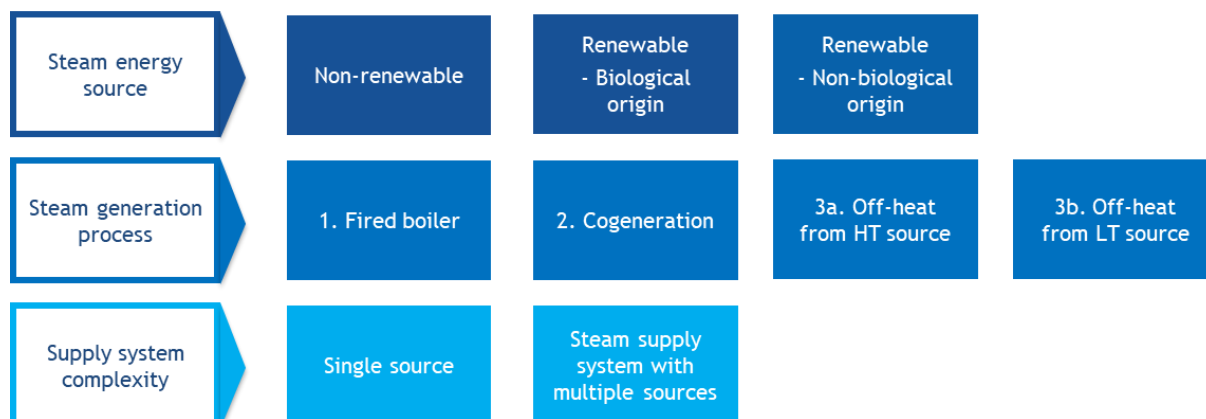 Steam energy
source
Non-renewable
Renewable
- Biological
origin
Renewable
- Non-biological
origin
Steam generation
process
1. Fired boiler
2. Cogeneration
3a. Off-heat
from HT source
3b. Off-heat
from LT source
Supply system
complexity
Single source
Steam supply
system with
multiple sources